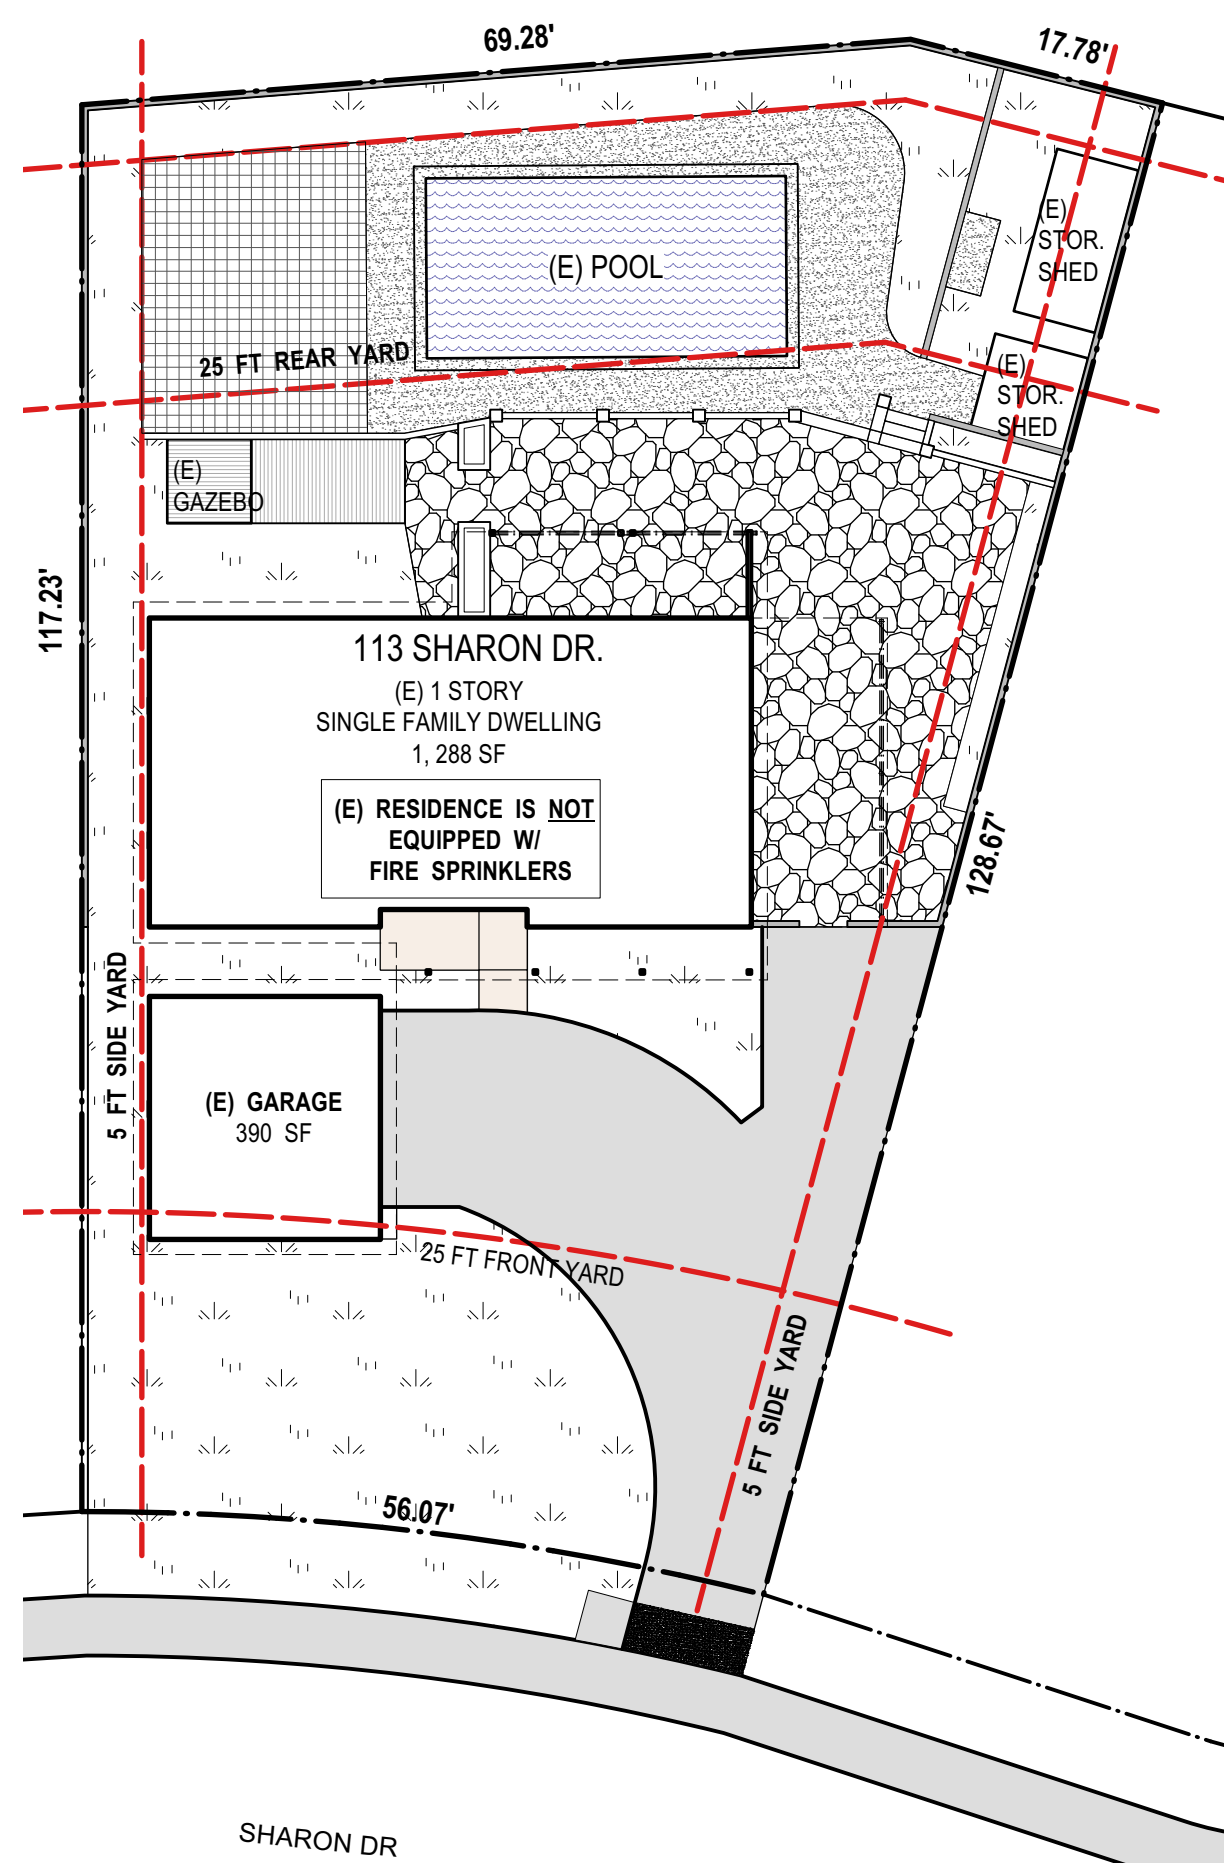 69.28'
17.78'
(E)
STOR.
SHED
(E) POOL
25 FT REAR YARD
(E)
STOR.
SHED
(E)
GAZEBO
117.23'
113 SHARON DR.
(E) 1 STORY
SINGLE FAMILY DWELLING
1, 288 SF
(E) RESIDENCE IS NOT
EQUIPPED W/
FIRE SPRINKLERS
128.67'
5 FT SIDE YARD
(E) GARAGE
390 SF
25 FT FRONT YARD
5 FT SIDE YARD
56.07'
SHARON DR